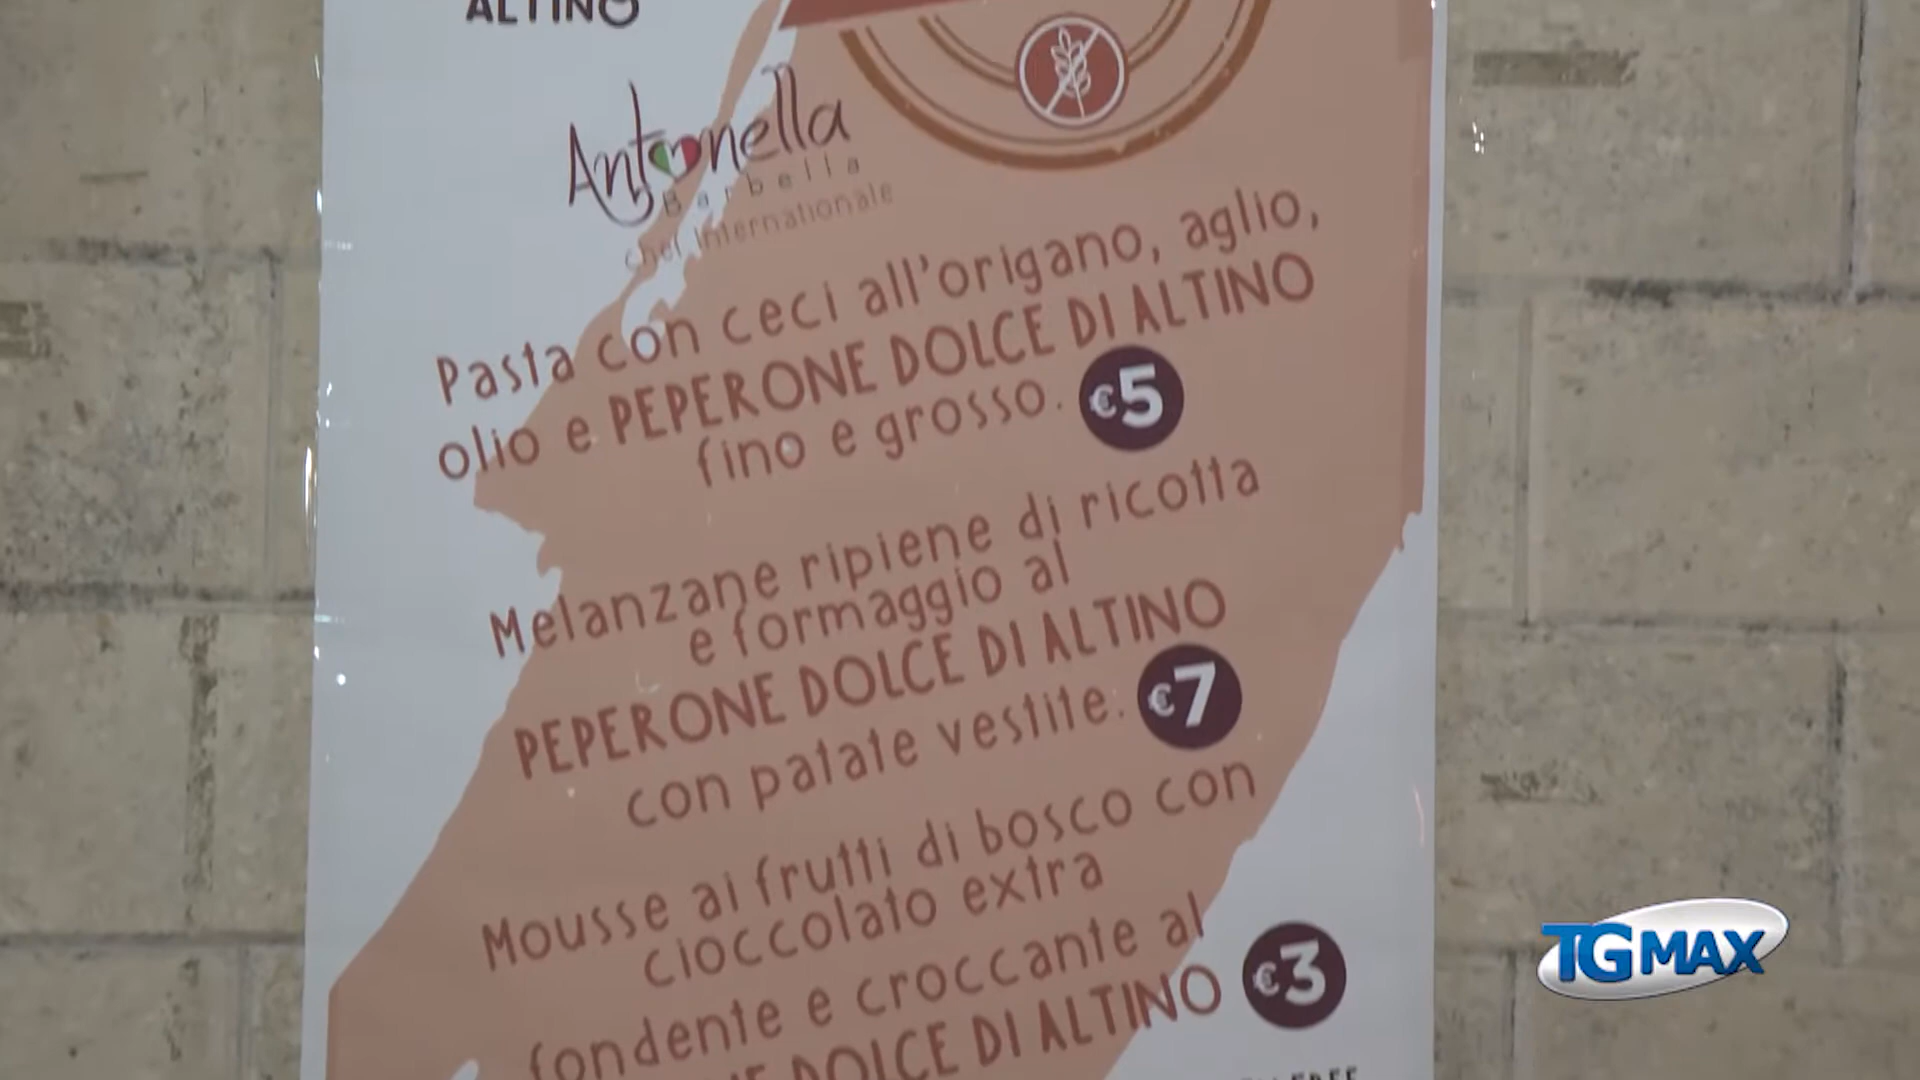 ALTINO
Antonella
Barbella
chef internationale
Pasta con ceci all'origano, aglio,
olio e PEPERONE DOLCE DI ALTINO
fino e grosso. €5
Melanzane ripiene di ricotta
e formaggio al
PEPERONE DOLCE DI ALTINO
con patate vestite. €7
Mousse ai frutti di bosco con
cioccolato extra
fondente e croccante al
DOLCE DI ALTINO €3
FREE
TGMAX